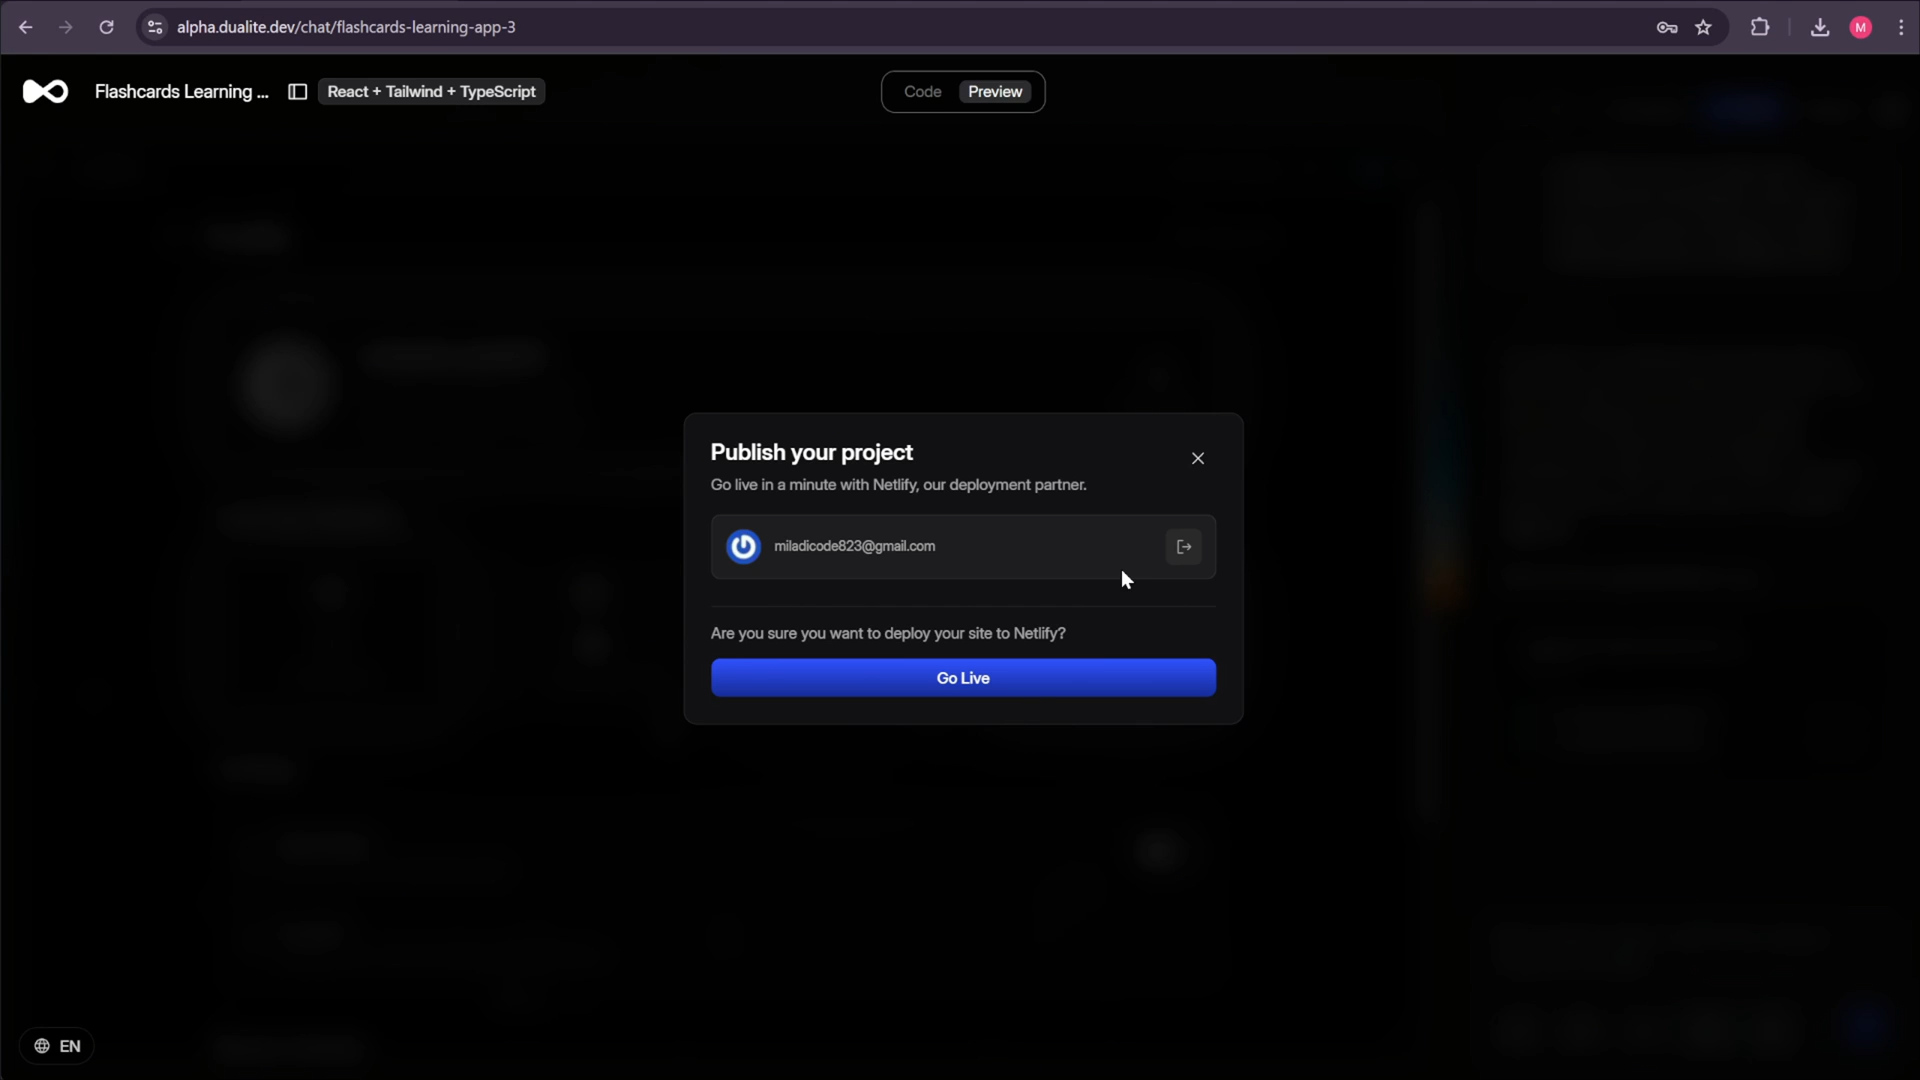 alpha.dualite.dev/chat/flashcards-learning-app-3
M
Flashcards Learning ...
React + Tailwind + TypeScript
Code
Preview
Publish your project
Go live in a minute with Netlify, our deployment partner.
miladicode823@gmail.com
Are you sure you want to deploy your site to Netlify?
Go Live
EN